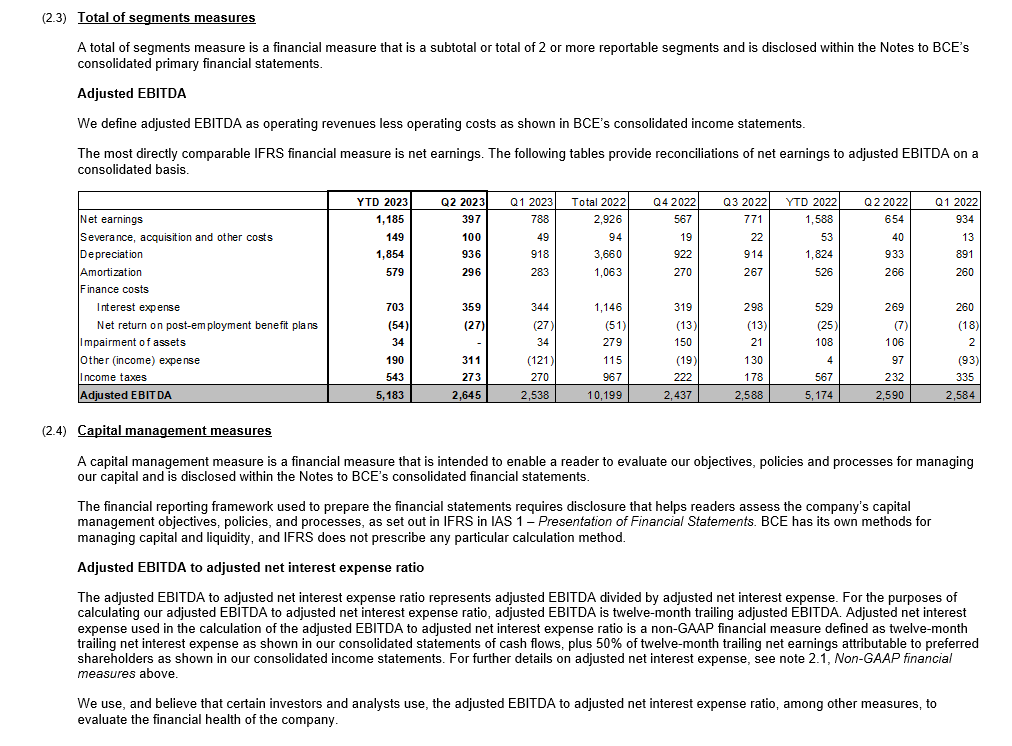 (2.3) Total of segments measures
A total of segments measure is a financial measure that is a subtotal or total of 2 or more reportable segments and is disclosed within the Notes to BCE's
consolidated primary financial statements.
Adjusted EBITDA
We define adjusted EBITDA as operating revenues less operating costs as shown in BCE's consolidated income statements.
The most directly comparable IFRS financial measure is net earnings. The following tables provide reconciliations of net earnings to adjusted EBITDA on a
consolidated basis.
YTD 2023 Q2 2023 Q1 2023 Total 2022 Q4 2022 Q3 2022 YTD 2022 Q2 2022 Q1 2022
Net earnings 1,185 397 788 2,926 567 771 1,588 654 934
Severance, acquisition and other costs 149 100 49 94 19 22 53 40 13
Depreciation 1,854 936 918 3,660 922 914 1,824 933 891
Amortization 579 296 283 1,063 270 267 526 266 260
Finance costs
Interest expense 703 359 344 1,146 319 298 529 269 260
Net return on post-employment benefit plans (54) (27) (27) (51) (13) (13) (25) (7) (18)
Impairment of assets 34 - 34 279 150 21 108 106 2
Other (income) expense 190 311 (121) 115 (19) 130 4 97 (93)
Income taxes 543 273 270 967 222 178 567 232 335
Adjusted EBITDA 5,183 2,645 2,538 10,199 2,437 2,588 5,174 2,590 2,584
(2.4) Capital management measures
A capital management measure is a financial measure that is intended to enable a reader to evaluate our objectives, policies and processes for managing
our capital and is disclosed within the Notes to BCE's consolidated financial statements.
The financial reporting framework used to prepare the financial statements requires disclosure that helps readers assess the company's capital
management objectives, policies, and processes, as set out in IFRS in IAS 1 – Presentation of Financial Statements. BCE has its own methods for
managing capital and liquidity, and IFRS does not prescribe any particular calculation method.
Adjusted EBITDA to adjusted net interest expense ratio
The adjusted EBITDA to adjusted net interest expense ratio represents adjusted EBITDA divided by adjusted net interest expense. For the purposes of
calculating our adjusted EBITDA to adjusted net interest expense ratio, adjusted EBITDA is twelve-month trailing adjusted EBITDA. Adjusted net interest
expense used in the calculation of the adjusted EBITDA to adjusted net interest expense ratio is a non-GAAP financial measure defined as twelve-month
trailing net interest expense as shown in our consolidated statements of cash flows, plus 50% of twelve-month trailing net earnings attributable to preferred
shareholders as shown in our consolidated income statements. For further details on adjusted net interest expense, see note 2.1, Non-GAAP financial
measures above.
We use, and believe that certain investors and analysts use, the adjusted EBITDA to adjusted net interest expense ratio, among other measures, to
evaluate the financial health of the company.